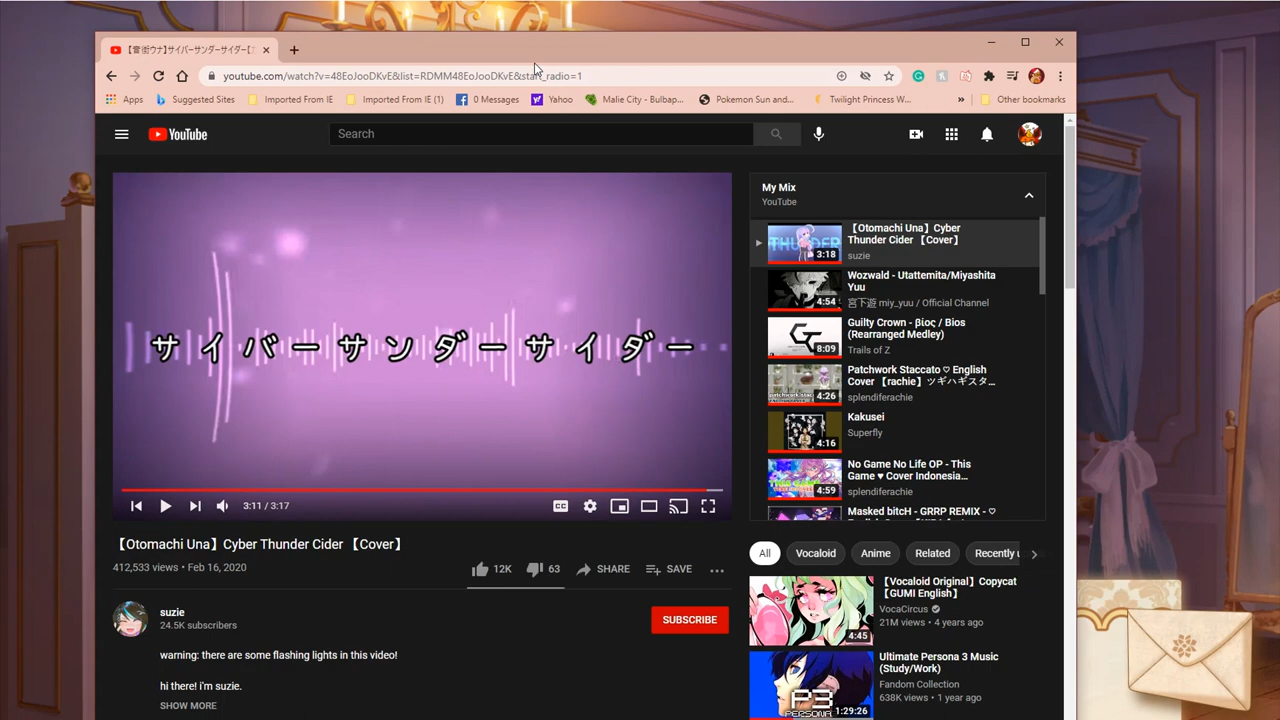 【音街ウナ】サイバーサンダーサイダー【カ
youtube.com/watch?v=48EoJooDKvE&list=RDMM48EoJooDKvE&start_radio=1
Apps
Suggested Sites
Imported From IE
Imported From IE (1)
0 Messages
Yahoo
Malie City - Bulbap...
Pokemon Sun and...
Twilight Princess W...
»
Other bookmarks
YouTube
Search
サイバーサンダーサイダー
3:11 / 3:17
CC
【Otomachi Una】Cyber Thunder Cider 【Cover】
412,533 views • Feb 16, 2020
12K
63
SHARE
SAVE
suzie
24.5K subscribers
SUBSCRIBE
warning: there are some flashing lights in this video!
hi there! i'm suzie.
SHOW MORE
My Mix
YouTube
THUNDER
3:18
【Otomachi Una】Cyber
Thunder Cider 【Cover】
suzie
4:54
Wozwald - Utattemita/Miyashita
Yuu
宮下遊 miy_yuu / Official Channel
8:09
Guilty Crown - βίος / Bios
(Rearranged Medley)
Trails of Z
4:26
Patchwork Staccato ♡ English
Cover 【rachie】ツギハギスタ...
splendiferachie
4:16
Kakusei
Superfly
4:59
No Game No Life OP - This
Game ♥ Cover Indonesia...
splendiferachie
Masked bitcH - GRRP REMIX - ♡
All
Vocaloid
Anime
Related
Recently u
4:45
[Vocaloid Original] Copycat
【GUMI English】
VocaCircus
21M views • 4 years ago
P3
PERSONA
1:29:26
Ultimate Persona 3 Music
(Study/Work)
Fandom Collection
638K views • 1 year ago